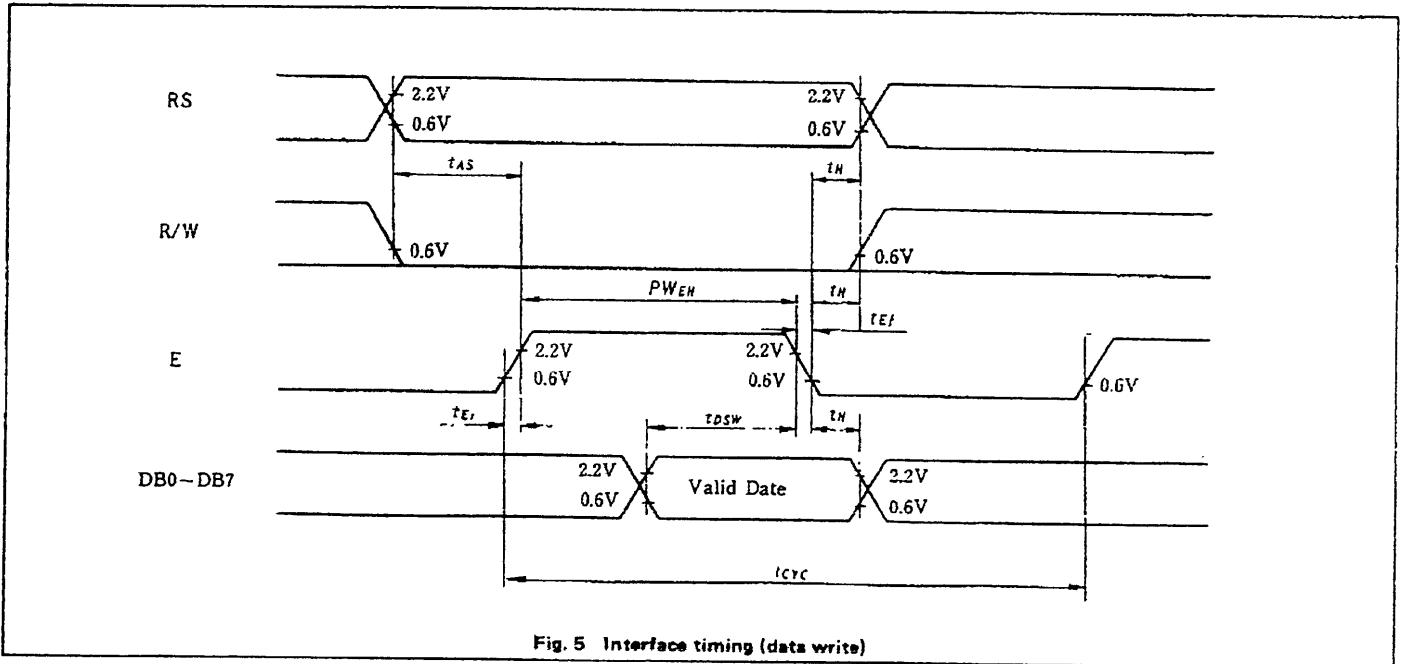 RS
2.2V
0.6V
2.2V
0.6V
tAS
tH
R/W
0.6V
0.6V
PWEH
tH
tEf
E
2.2V
0.6V
2.2V
0.6V
0.6V
tEr
tDSW
tH
DB0~DB7
2.2V
0.6V
Valid Date
2.2V
0.6V
tCYC
Fig. 5 Interface timing (data write)